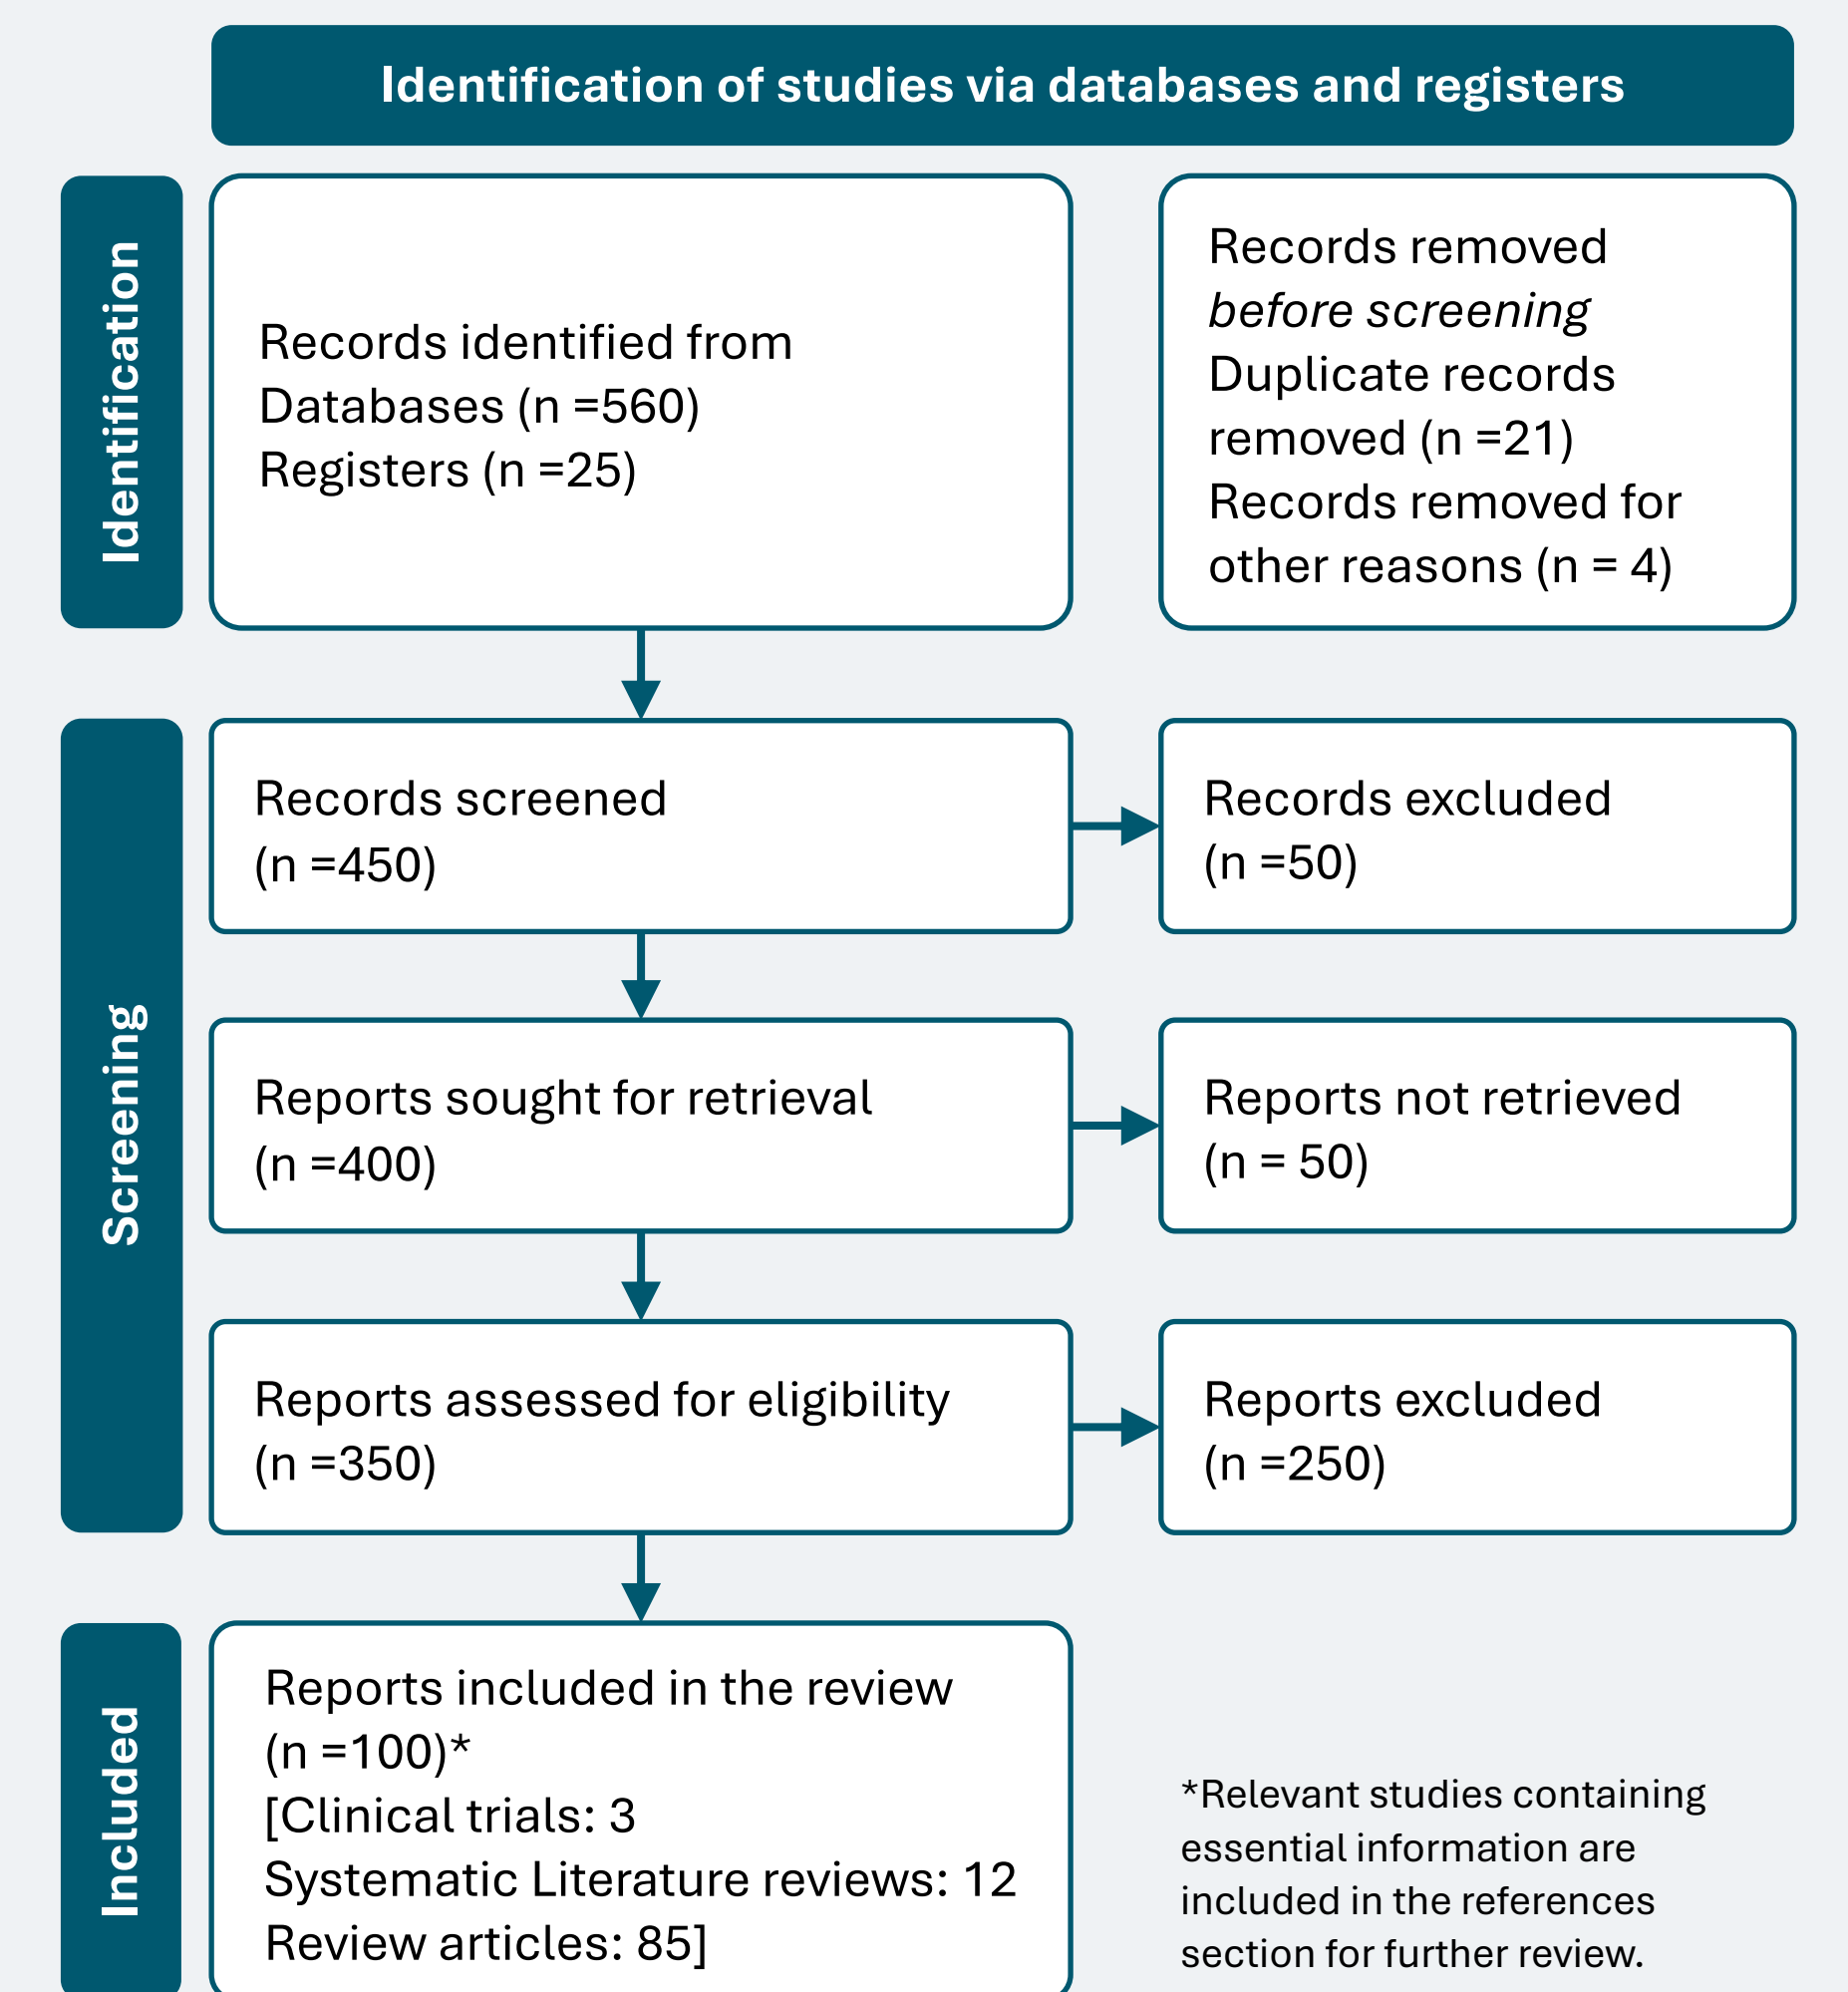 Identification of studies via databases and registers
Identification
Records identified from
Databases (n =560)
Registers (n =25)
Records removed
before screening
Duplicate records
removed (n =21)
Records removed for
other reasons (n = 4)
Screening
Records screened
(n =450)
Records excluded
(n =50)
Reports sought for retrieval
(n =400)
Reports not retrieved
(n = 50)
Reports assessed for eligibility
(n =350)
Reports excluded
(n =250)
Included
Reports included in the review
(n =100)*
[Clinical trials: 3
Systematic Literature reviews: 12
Review articles: 85]
*Relevant studies containing
essential information are
included in the references
section for further review.